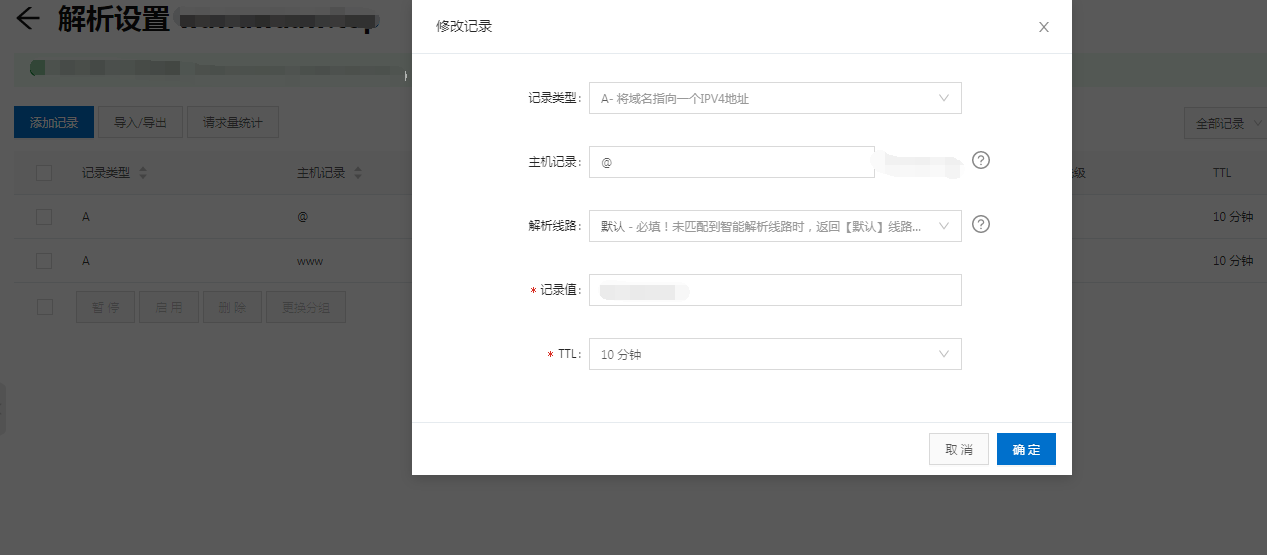 解析设置
修改记录
添加记录 导入/导出 请求量统计 全部记录
记录类型 主机记录 级 TTL
A @ 10 分钟
A www 10 分钟
暂停 启用 删除 更换分组
记录类型: A- 将域名指向一个IPV4地址
主机记录: @
解析线路: 默认 - 必填！未匹配到智能解析线路时，返回【默认】线路...
* 记录值:
* TTL: 10 分钟
取消 确定